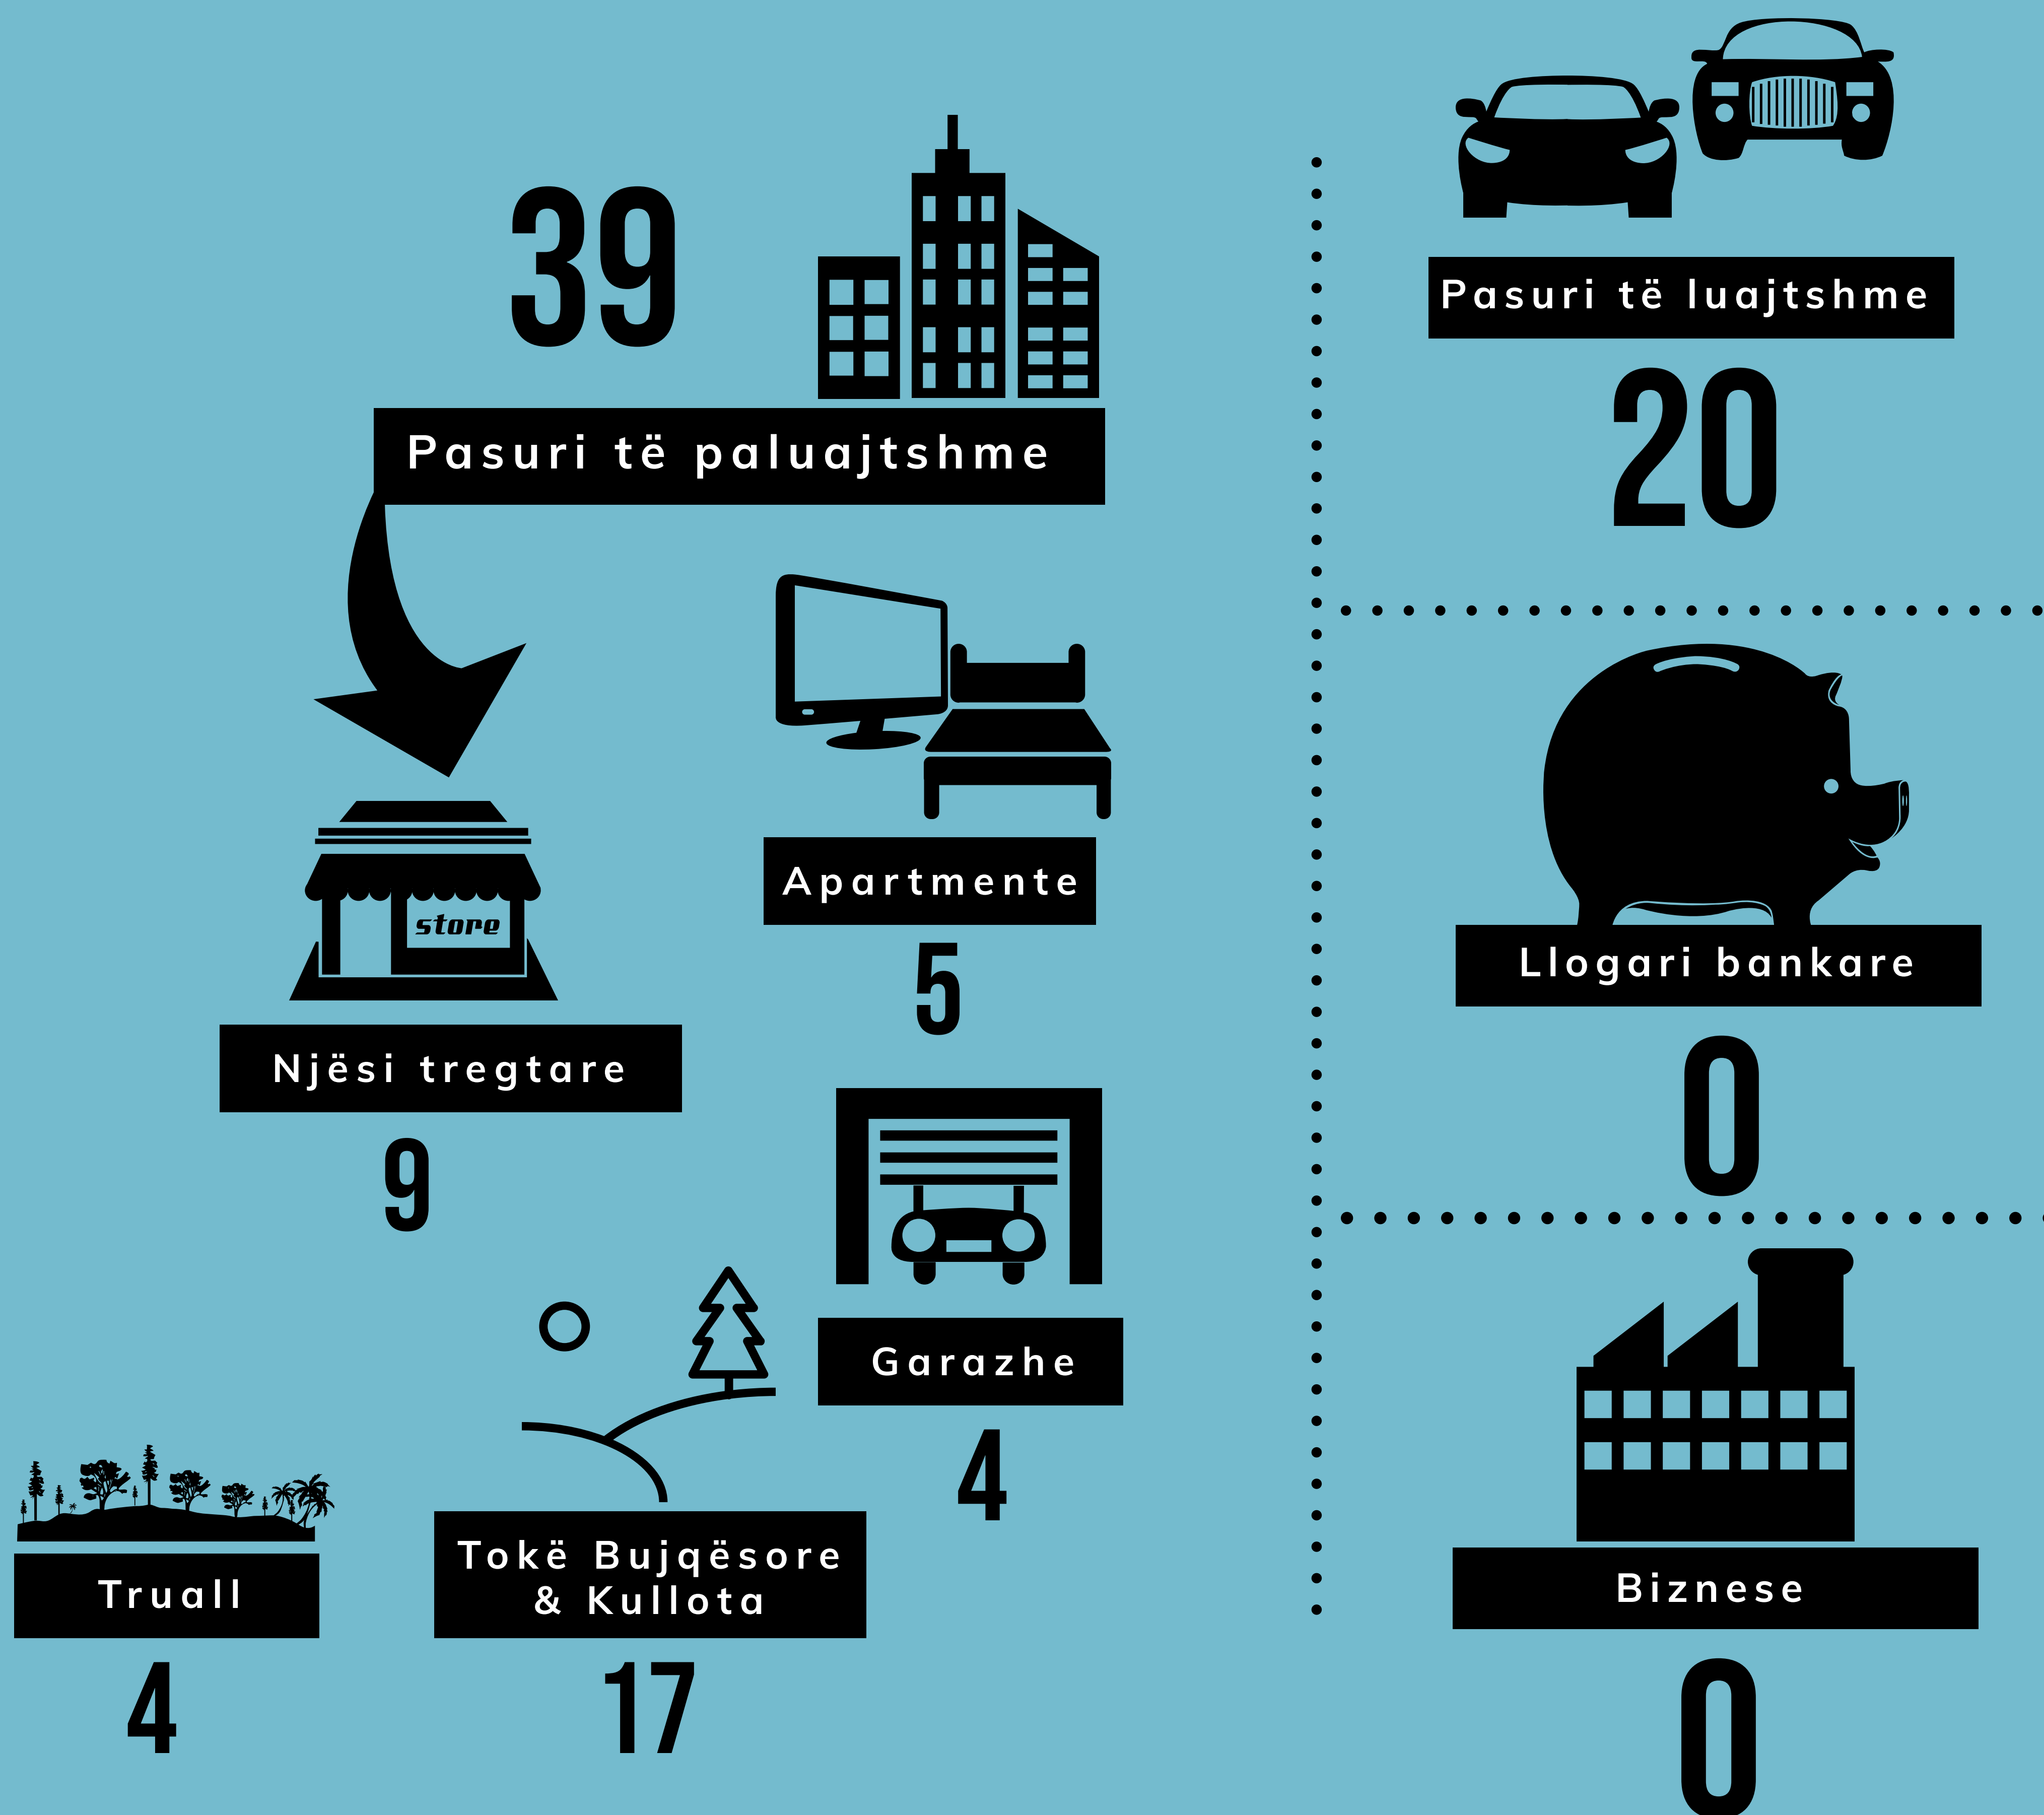 39
Pasuri të paluajtshme
store
Njësi tregtare
9
Apartmente
5
Garazhe
4
Truall
4
Tokë Bujqësore
& Kullota
17
Pasuri të luajtshme
20
Llogari bankare
0
Biznese
0